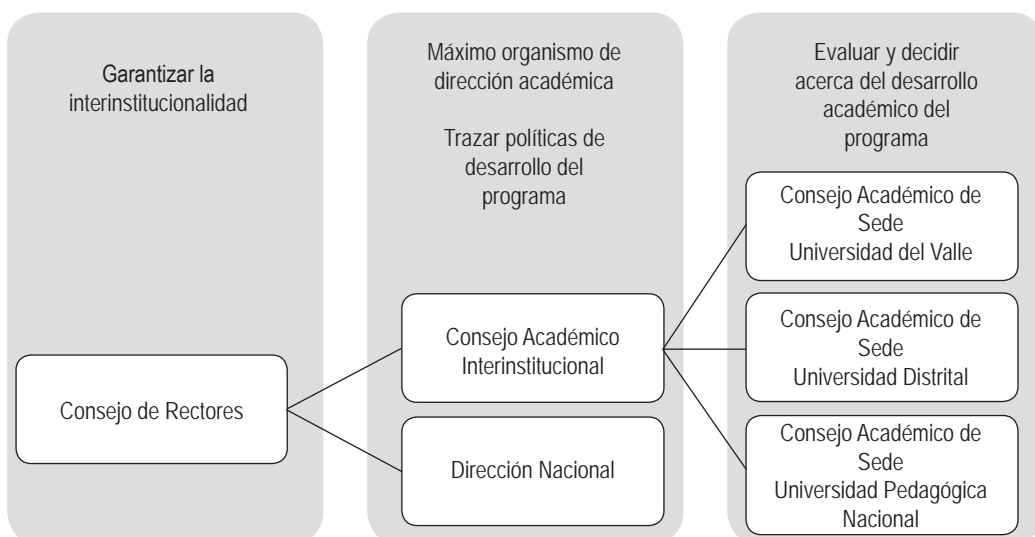 Garantizar la
interinstitucionalidad
Consejo de Rectores
Máximo organismo de
dirección académica
Trazar políticas de
desarrollo del
programa
Consejo Académico
Interinstitucional
Dirección Nacional
Evaluar y decidir
acerca del desarrollo
académico del
programa
Consejo Académico de
Sede
Universidad del Valle
Consejo Académico de
Sede
Universidad Distrital
Consejo Académico de
Sede
Universidad Pedagógica
Nacional